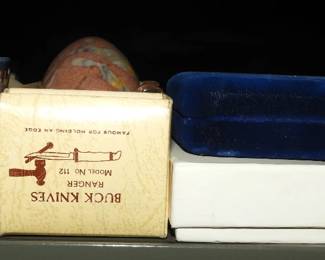 BUCK KNIVES
RANGER
MODEL NO 112
FAMOUS FOR HOLDING AN EDGE